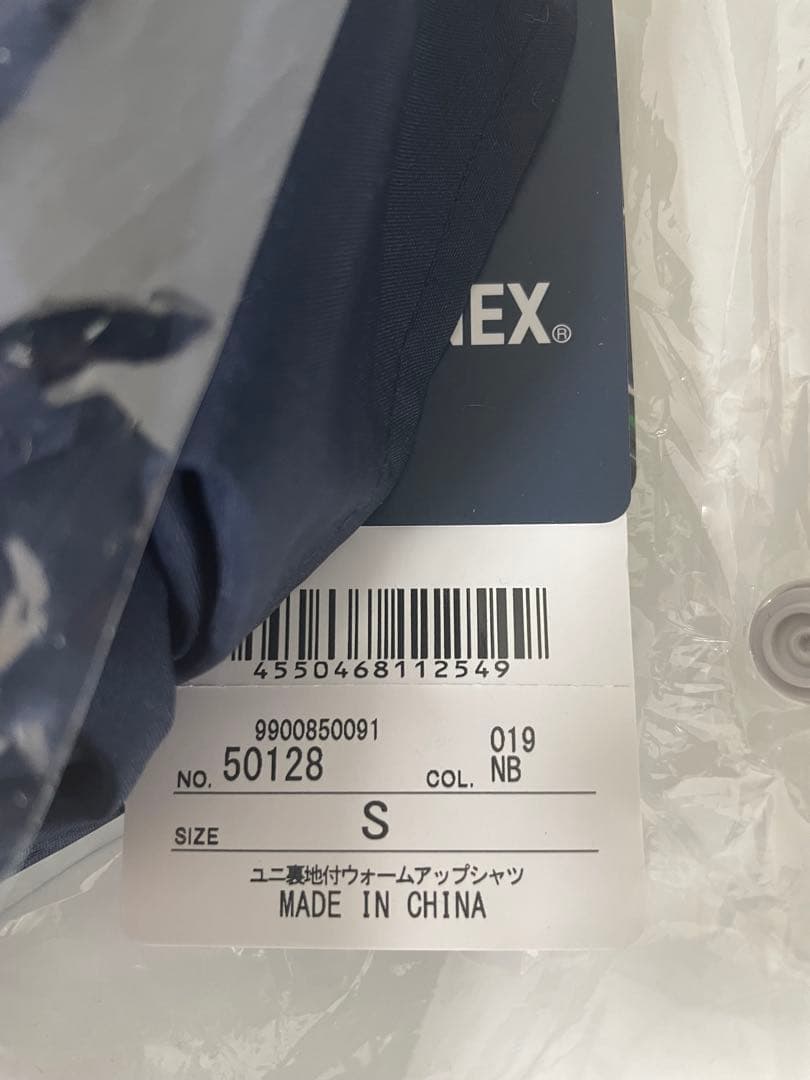 NEX®
4550468112549
9900850091
NO. 50128
COL. 019 NB
SIZE S
ユニ裏地付ウォームアップシャツ
MADE IN CHINA